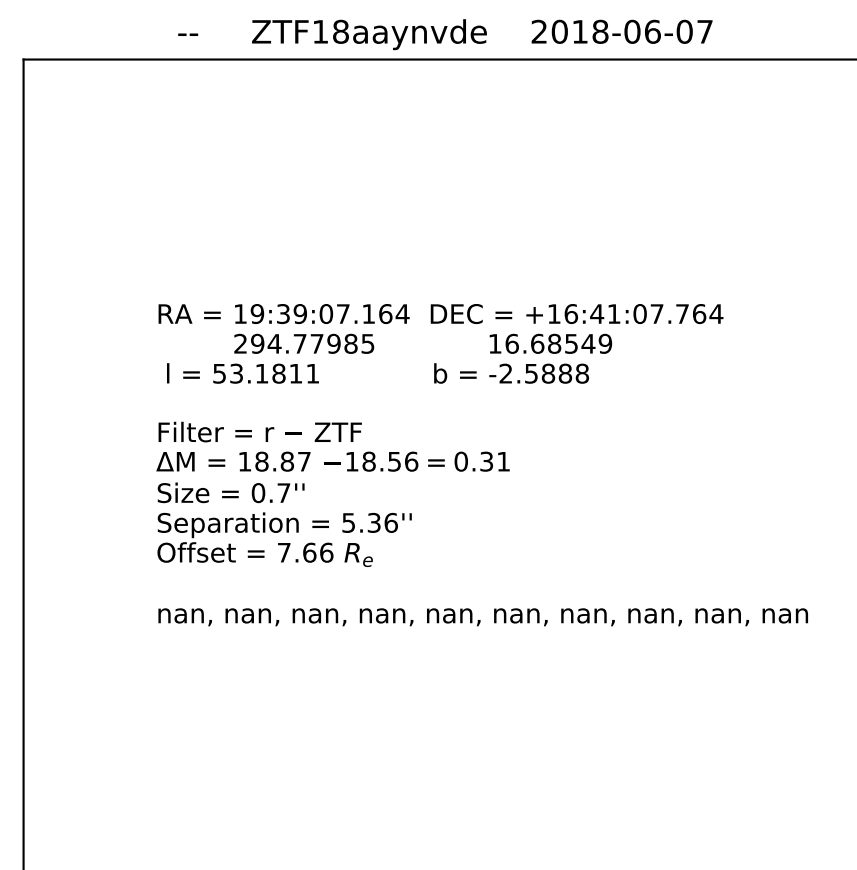 -- ZTF18aaynvde 2018-06-07
RA = 19:39:07.164 DEC = +16:41:07.764
294.77985 16.68549
l = 53.1811 b = -2.5888
Filter = r − ZTF
ΔM = 18.87 −18.56 = 0.31
Size = 0.7''
Separation = 5.36''
Offset = 7.66 Re
nan, nan, nan, nan, nan, nan, nan, nan, nan, nan